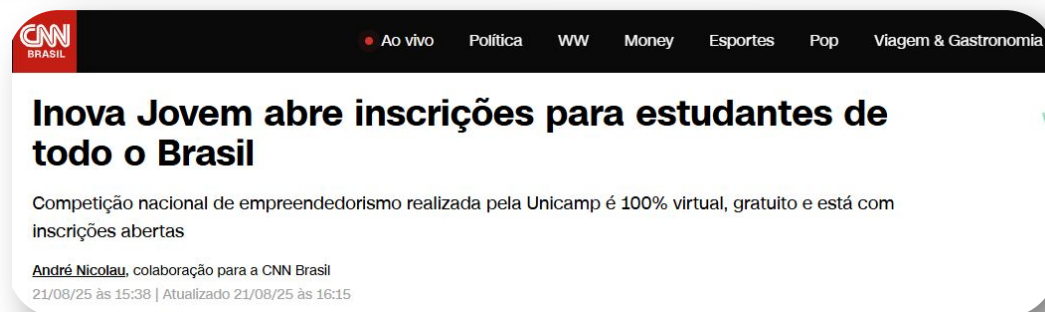 CNN
BRASIL
Ao vivo Política WW Money Esportes Pop Viagem & Gastronomia
Inova Jovem abre inscrições para estudantes de
todo o Brasil
Competição nacional de empreendedorismo realizada pela Unicamp é 100% virtual, gratuito e está com
inscrições abertas
André Nicolau, colaboração para a CNN Brasil
21/08/25 às 15:38 | Atualizado 21/08/25 às 16:15